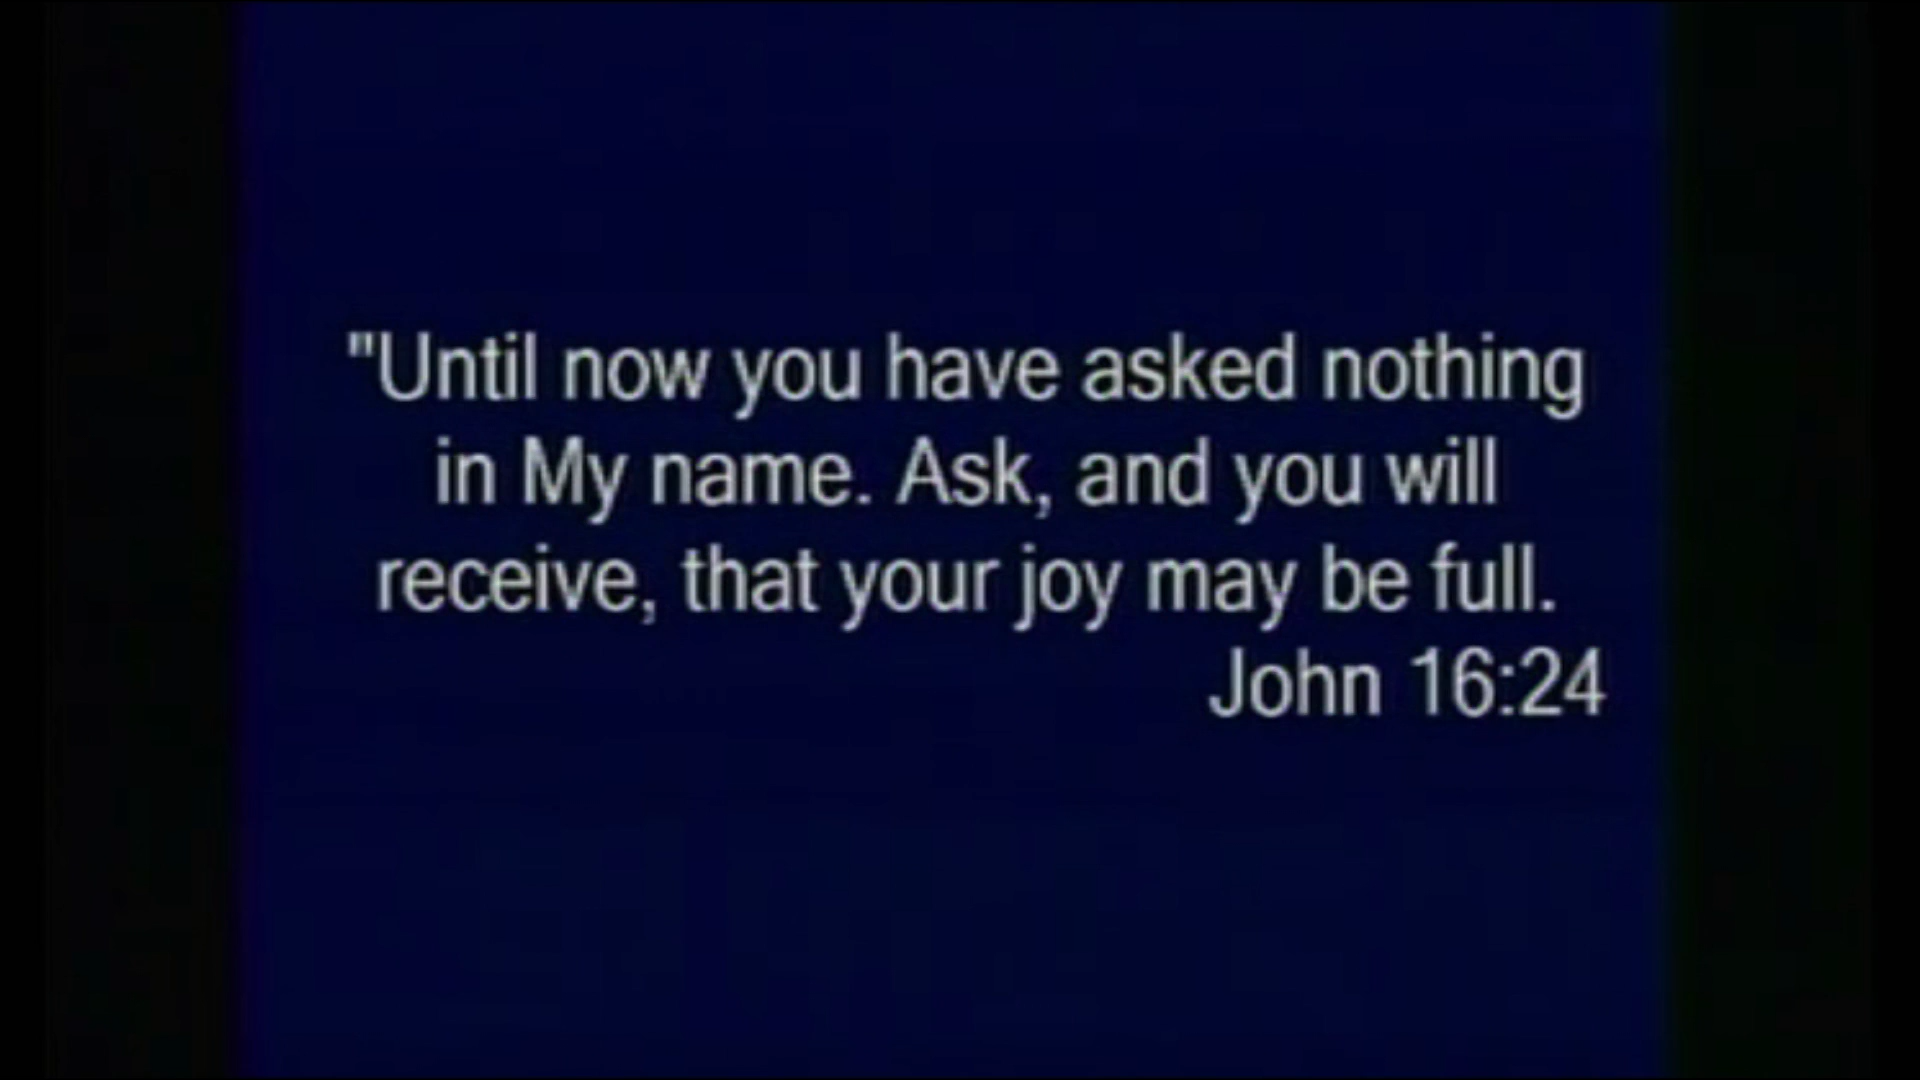 "Until now you have asked nothing
in My name. Ask, and you will
receive, that your joy may be full.
John 16:24